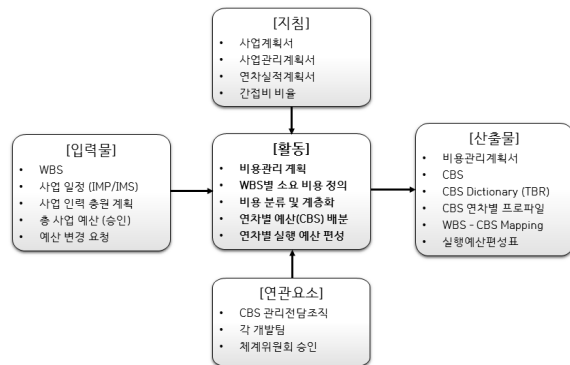 [지침]
• 사업계획서
• 사업관리계획서
• 연차실적계획서
• 간접비 비율
[입력물]
• WBS
• 사업 일정 (IMP/IMS)
• 사업 인력 충원 계획
• 총 사업 예산 (승인)
• 예산 변경 요청
[활동]
• 비용관리 계획
• WBS별 소요 비용 정의
• 비용 분류 및 계층화
• 연차별 예산(CBS) 배분
• 연차별 실행 예산 편성
[산출물]
• 비용관리계획서
• CBS
• CBS Dictionary (TBR)
• CBS 연차별 프로파일
• WBS - CBS Mapping
• 실행예산편성표
[연관요소]
• CBS 관리전담조직
• 각 개발팀
• 체계위원회 승인